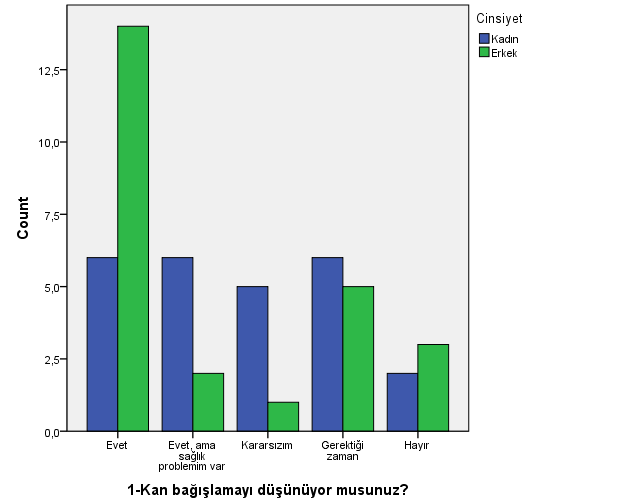 Cinsiyet
Kadın
Erkek
12,5
10,0
7,5
5,0
2,5
0,0
Count
Evet
Evet, ama
sağlık
problemim var
Kararsızım
Gerektiği
zaman
Hayır
1-Kan bağışlamayı düşünüyor musunuz?